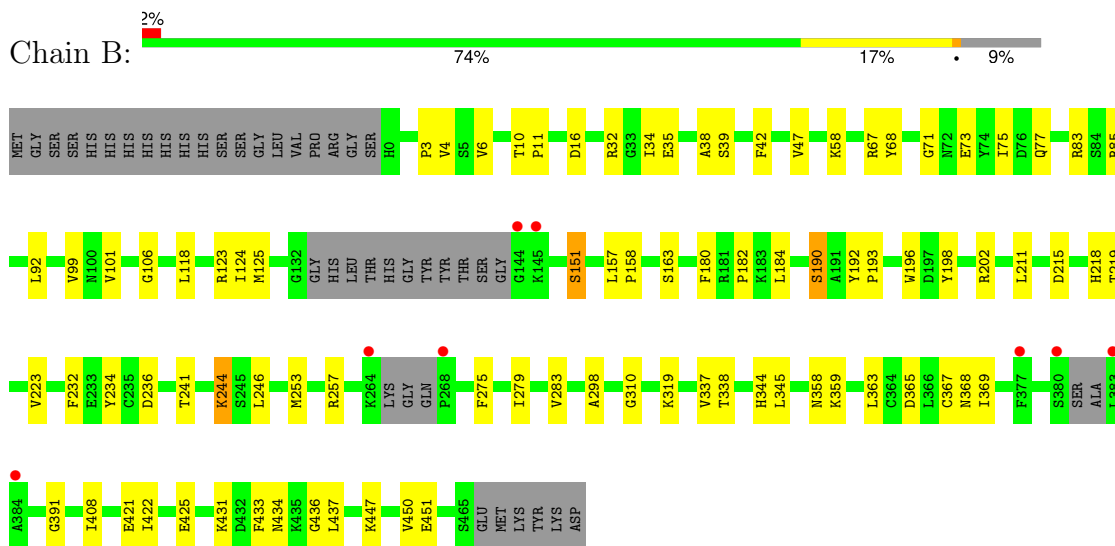 2%
Chain B:
74% 17% • 9%
MET GLY SER SER HIS HIS HIS HIS HIS HIS HIS SER SER GLY LEU VAL PRO ARG GLY SER H0 P3 V4 S5 V6 T10 P11 D16 R32 G33 I34 E35 A38 S39 F42 V47 K58 R67 Y68 G71 N72 E73 Y74 I75 D76 Q77 R83 S84
L92 V99 N100 V101 G106 L118 R123 I124 M125 G132 GLY HIS LEU THR HIS GLY TYR TYR THR SER GLY G144 K145 S151 L157 P158 S163 F180 R181 P182 K183 L184 S190 A191 Y192 P193 W196 D197 Y198 R202 L211 D215 H218 T219
V223 F232 E233 Y234 C235 D236 T241 K244 S245 L246 M253 R257 K264 LYS GLY GLN P268 F275 I279 V283 A298 G310 K319 V337 T338 H344 L345 N358 K359 L363 C364 D365 L366 C367 N368 I369 F377 S380 SER ALA L383
A384 G391 I408 E421 I422 E425 K431 D432 F433 N434 K435 G436 L437 K447 V450 E451 S465 GLU MET LYS TYR LYS ASP